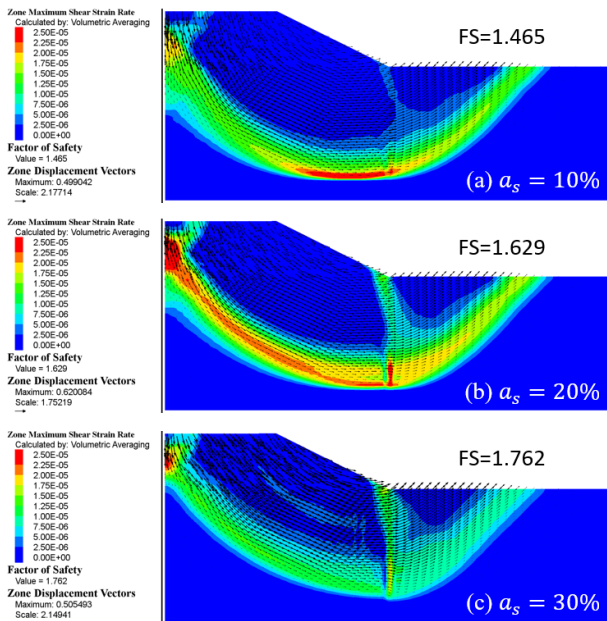 Zone Maximum Shear Strain Rate
Calculated by: Volumetric Averaging
2.50E-05
2.25E-05
2.00E-05
1.75E-05
1.50E-05
1.25E-05
1.00E-05
7.50E-06
5.00E-06
2.50E-06
0.00E+00
Factor of Safety
Value = 1.465
Zone Displacement Vectors
Maximum: 0.499042
Scale: 2.17714
FS=1.465
(a) a_s = 10%
Zone Maximum Shear Strain Rate
Calculated by: Volumetric Averaging
2.50E-05
2.25E-05
2.00E-05
1.75E-05
1.50E-05
1.25E-05
1.00E-05
7.50E-06
5.00E-06
2.50E-06
0.00E+00
Factor of Safety
Value = 1.629
Zone Displacement Vectors
Maximum: 0.620084
Scale: 1.75219
FS=1.629
(b) a_s = 20%
Zone Maximum Shear Strain Rate
Calculated by: Volumetric Averaging
2.50E-05
2.25E-05
2.00E-05
1.75E-05
1.50E-05
1.25E-05
1.00E-05
7.50E-06
5.00E-06
2.50E-06
0.00E+00
Factor of Safety
Value = 1.762
Zone Displacement Vectors
Maximum: 0.505493
Scale: 2.14941
FS=1.762
(c) a_s = 30%